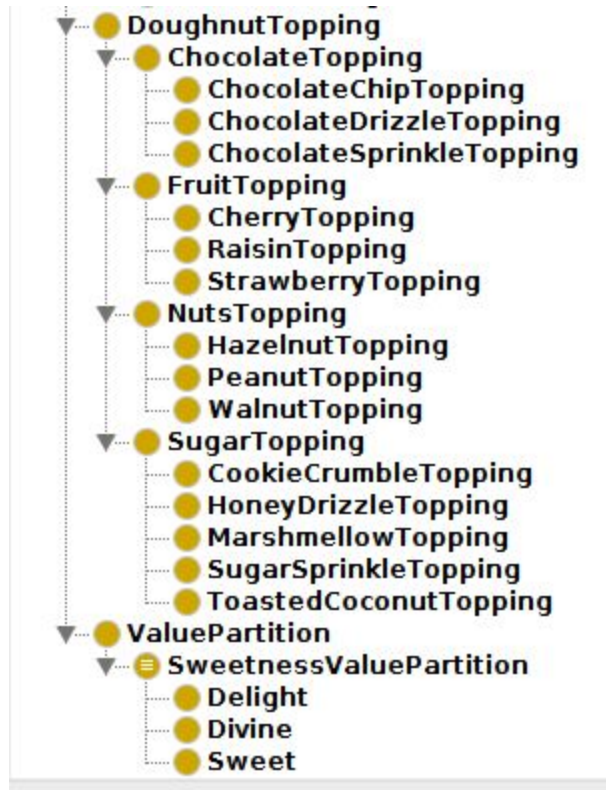 DoughnutTopping
ChocolateTopping
ChocolateChipTopping
ChocolateDrizzleTopping
ChocolateSprinkleTopping
FruitTopping
CherryTopping
RaisinTopping
StrawberryTopping
NutsTopping
HazelnutTopping
PeanutTopping
WalnutTopping
SugarTopping
CookieCrumbleTopping
HoneyDrizzleTopping
MarshmellowTopping
SugarSprinkleTopping
ToastedCoconutTopping
ValuePartition
SweetnessValuePartition
Delight
Divine
Sweet